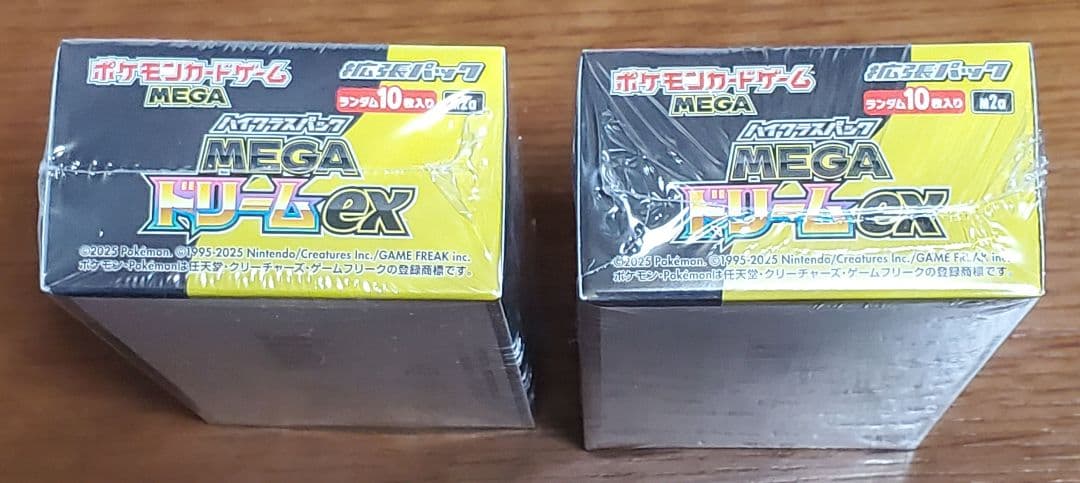 ポケモンカードゲーム
MEGA
拡張パック
ランダム10枚入り
M2a
ハイクラスパック
MEGA
ドリームex
©2025 Pokémon. ©1995-2025 Nintendo/Creatures Inc./GAME FREAK inc.
ポケモン・Pokémonは任天堂・クリーチャーズ・ゲームフリークの登録商標です。
ポケモンカードゲーム
MEGA
拡張パック
ランダム10枚入り
M2a
ハイクラスパック
MEGA
ドリームex
©2025 Pokémon. ©1995-2025 Nintendo/Creatures Inc./GAME FREAK inc.
ポケモン・Pokémonは任天堂・クリーチャーズ・ゲームフリークの登録商標です。